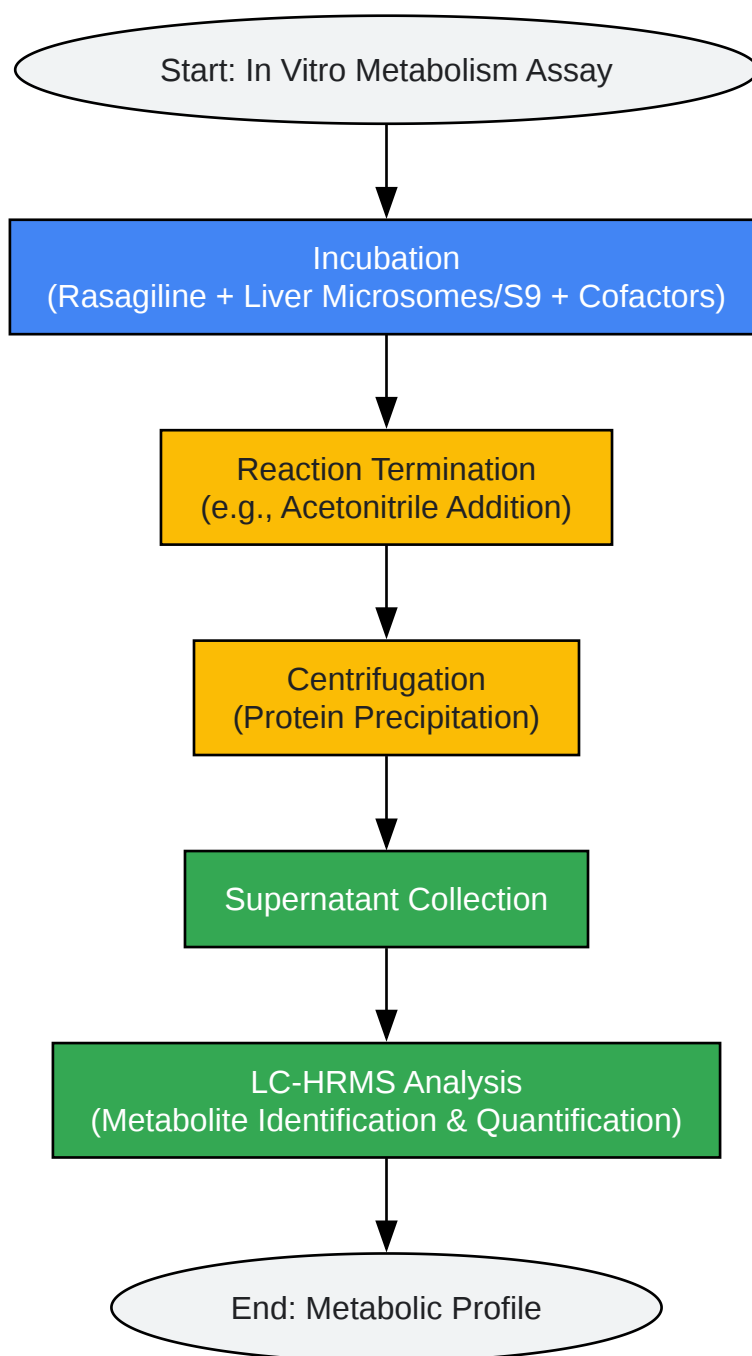 Start: In Vitro Metabolism Assay
Incubation
(Rasagiline + Liver Microsomes/S9 + Cofactors)
Reaction Termination
(e.g., Acetonitrile Addition)
Centrifugation
(Protein Precipitation)
Supernatant Collection
LC-HRMS Analysis
(Metabolite Identification & Quantification)
End: Metabolic Profile